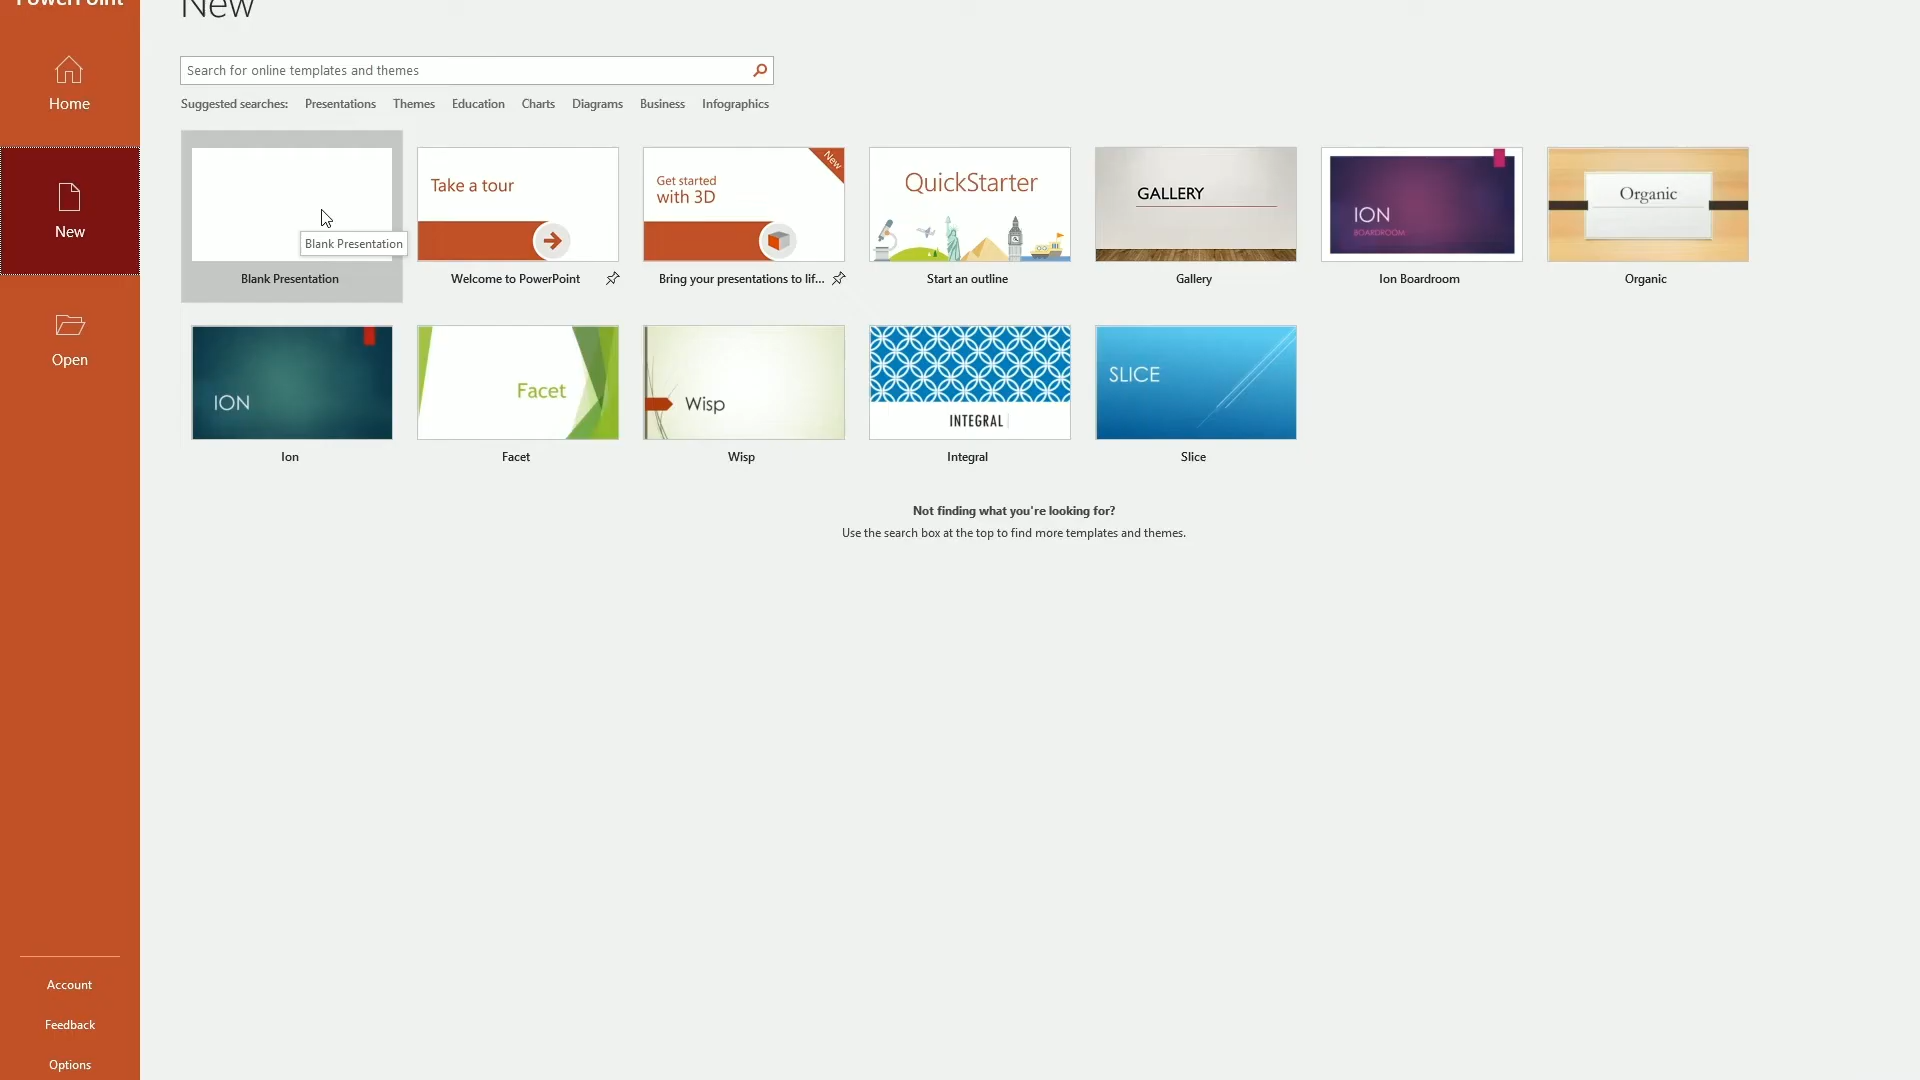 PowerPoint
New
Home
New
Open
Account
Feedback
Options
Search for online templates and themes
Suggested searches: Presentations Themes Education Charts Diagrams Business Infographics
Blank Presentation
Blank Presentation
Take a tour
Welcome to PowerPoint
New
Get started
with 3D
Bring your presentations to lif...
QuickStarter
Start an outline
GALLERY
Gallery
ION
BOARDROOM
Ion Boardroom
Organic
Organic
ION
Ion
Facet
Facet
Wisp
Wisp
INTEGRAL
Integral
SLICE
Slice
Not finding what you're looking for?
Use the search box at the top to find more templates and themes.